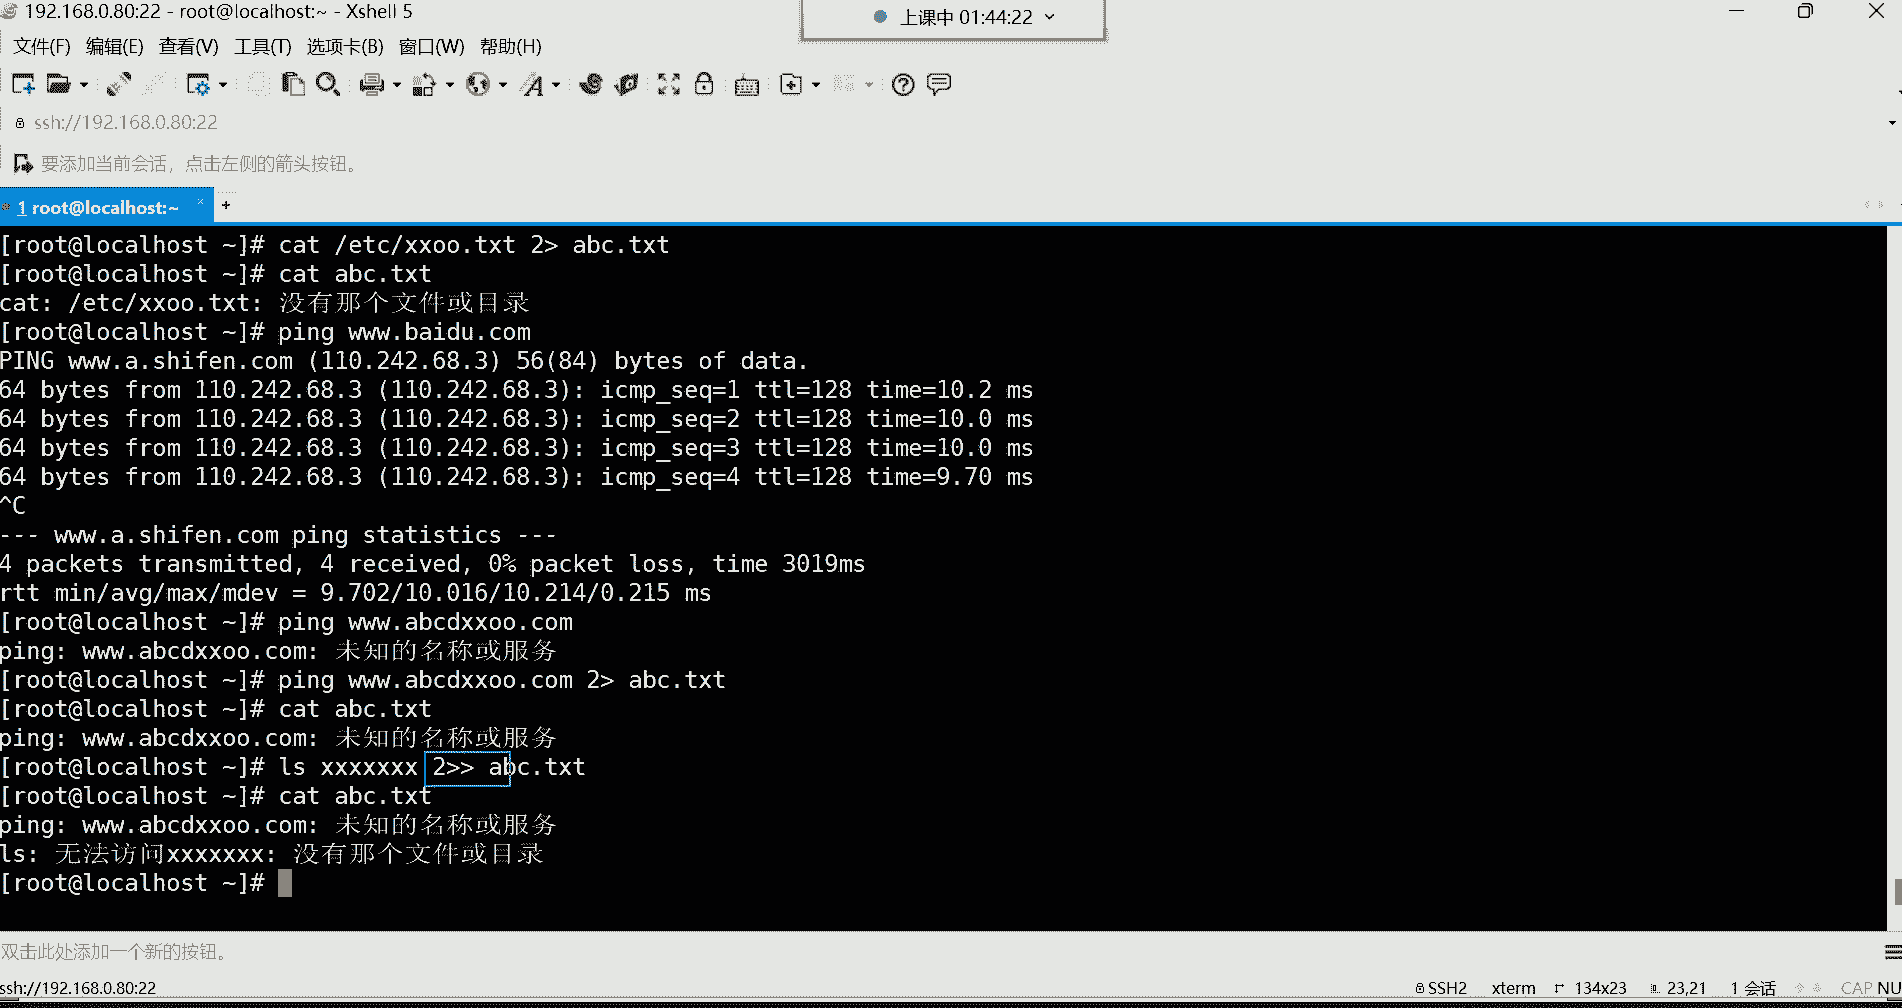 192.168.0.80:22 - root@localhost:~ - Xshell 5
上课中 01:44:22
文件(F) 编辑(E) 查看(V) 工具(T) 选项卡(B) 窗口(W) 帮助(H)
ssh://192.168.0.80:22
要添加当前会话，点击左侧的箭头按钮。
1 root@localhost:~ × +
[root@localhost ~]# cat /etc/xxoo.txt 2> abc.txt
[root@localhost ~]# cat abc.txt
cat: /etc/xxoo.txt: 没有那个文件或目录
[root@localhost ~]# ping www.baidu.com
PING www.a.shifen.com (110.242.68.3) 56(84) bytes of data.
64 bytes from 110.242.68.3 (110.242.68.3): icmp_seq=1 ttl=128 time=10.2 ms
64 bytes from 110.242.68.3 (110.242.68.3): icmp_seq=2 ttl=128 time=10.0 ms
64 bytes from 110.242.68.3 (110.242.68.3): icmp_seq=3 ttl=128 time=10.0 ms
64 bytes from 110.242.68.3 (110.242.68.3): icmp_seq=4 ttl=128 time=9.70 ms
^C
--- www.a.shifen.com ping statistics ---
4 packets transmitted, 4 received, 0% packet loss, time 3019ms
rtt min/avg/max/mdev = 9.702/10.016/10.214/0.215 ms
[root@localhost ~]# ping www.abcdxxoo.com
ping: www.abcdxxoo.com: 未知的名称或服务
[root@localhost ~]# ping www.abcdxxoo.com 2> abc.txt
[root@localhost ~]# cat abc.txt
ping: www.abcdxxoo.com: 未知的名称或服务
[root@localhost ~]# ls xxxxxxx 2>> abc.txt
[root@localhost ~]# cat abc.txt
ping: www.abcdxxoo.com: 未知的名称或服务
ls: 无法访问xxxxxxx: 没有那个文件或目录
[root@localhost ~]#
双击此处添加一个新的按钮。
ssh://192.168.0.80:22 SSH2 xterm 134x23 23,21 1 会话 CAP NU